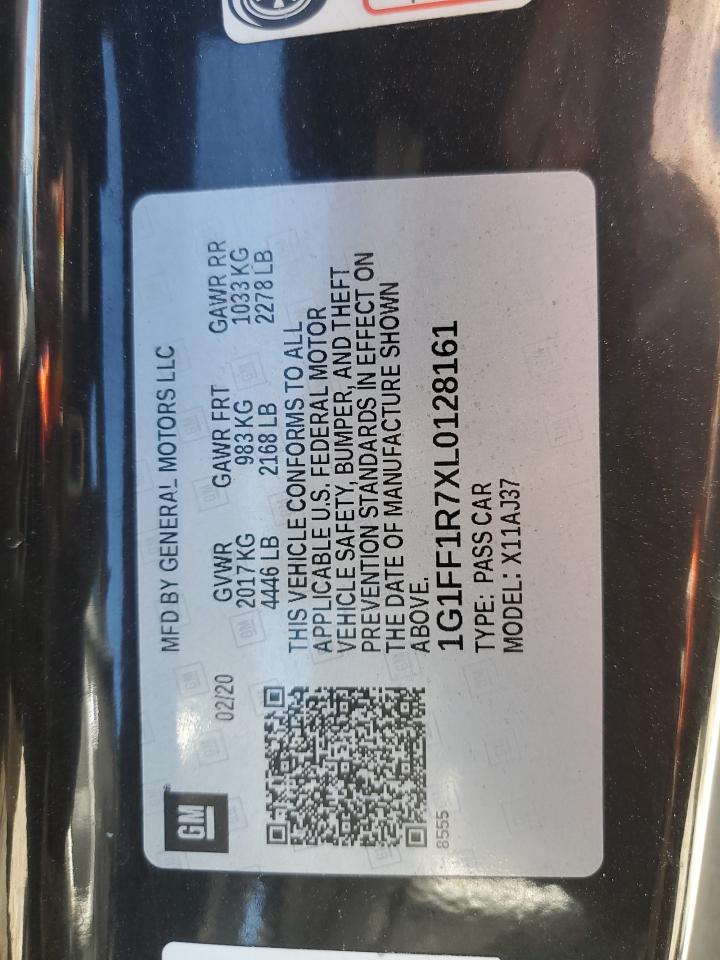 GM
MFD BY GENERAL MOTORS LLC
02/20
GVWR GAWR FRT GAWR RR
2017 KG 983 KG 1033 KG
4446 LB 2168 LB 2278 LB
THIS VEHICLE CONFORMS TO ALL
APPLICABLE U.S. FEDERAL MOTOR
VEHICLE SAFETY, BUMPER, AND THEFT
PREVENTION STANDARDS IN EFFECT ON
THE DATE OF MANUFACTURE SHOWN
ABOVE.
1G1FF1R7XL0128161
TYPE: PASS CAR
MODEL: X11AJ37
8555